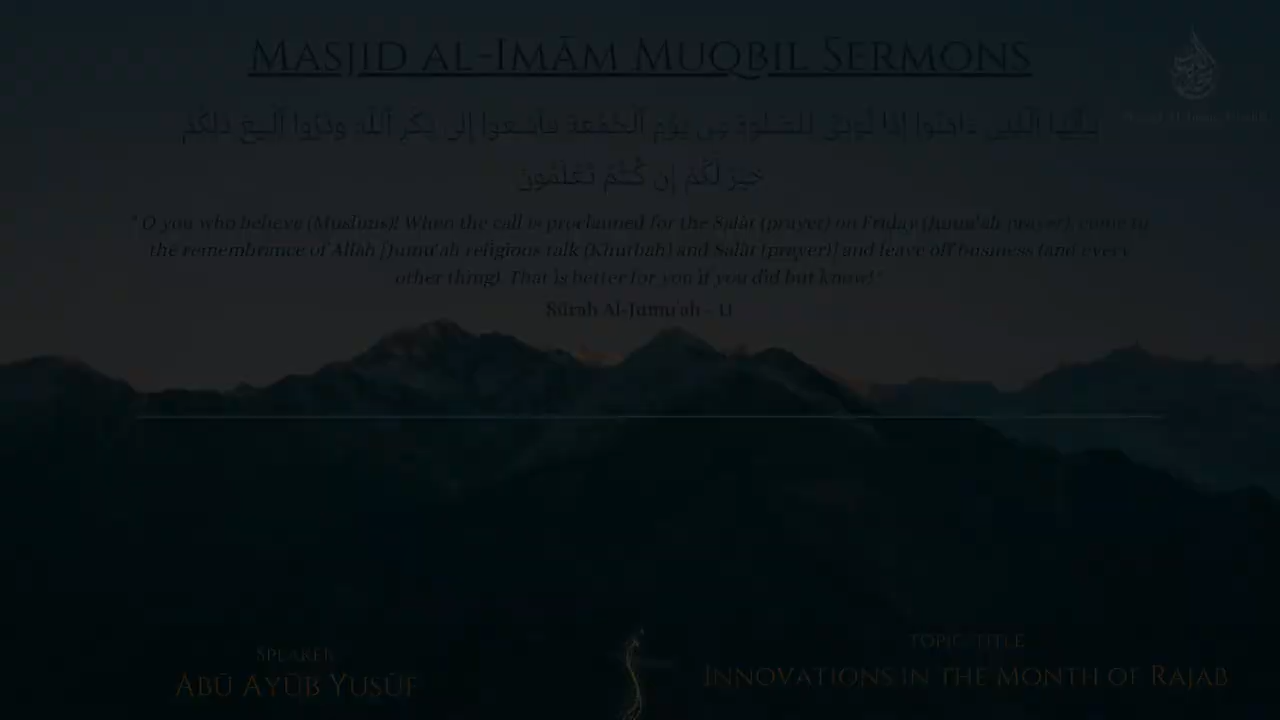 MASJID AL-IMĀM MUQBIL SERMONS
يَـٰٓأَيُّهَا ٱلَّذِينَ ءَامَنُوٓا۟ إِذَا نُودِىَ لِلصَّلَوٰةِ مِن يَوْمِ ٱلْجُمُعَةِ فَٱسْعَوْا۟ إِلَىٰ ذِكْرِ ٱللَّهِ وَذَرُوا۟ ٱلْبَيْعَ ذَٰلِكُمْ
خَيْرٌ لَّكُمْ إِن كُنتُمْ تَعْلَمُونَ
" O you who believe (Muslims)! When the call is proclaimed for the Salāt (prayer) on Friday (Jumu'ah prayer), come to
the remembrance of Allāh [Jumu'ah religious talk (Khutbah) and Salāt (prayer)] and leave off business (and every
other thing). That is better for you if you did but know!"
Sūrah Al-Jumu'ah -
SPEAKER
ABŪ AYŪB YUSŪF
TOPIC TITLE
INNOVATIONS IN THE MONTH OF RAJAB